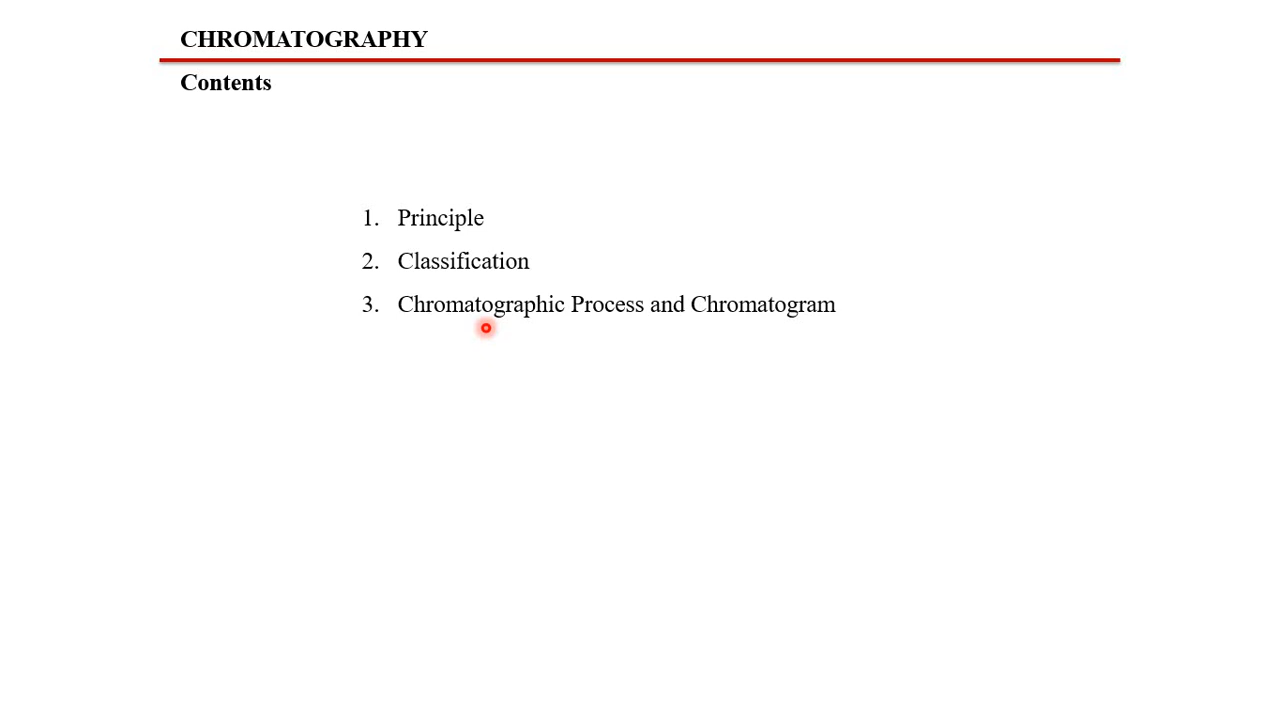 CHROMATOGRAPHY
Contents
1. Principle
2. Classification
3. Chromatographic Process and Chromatogram